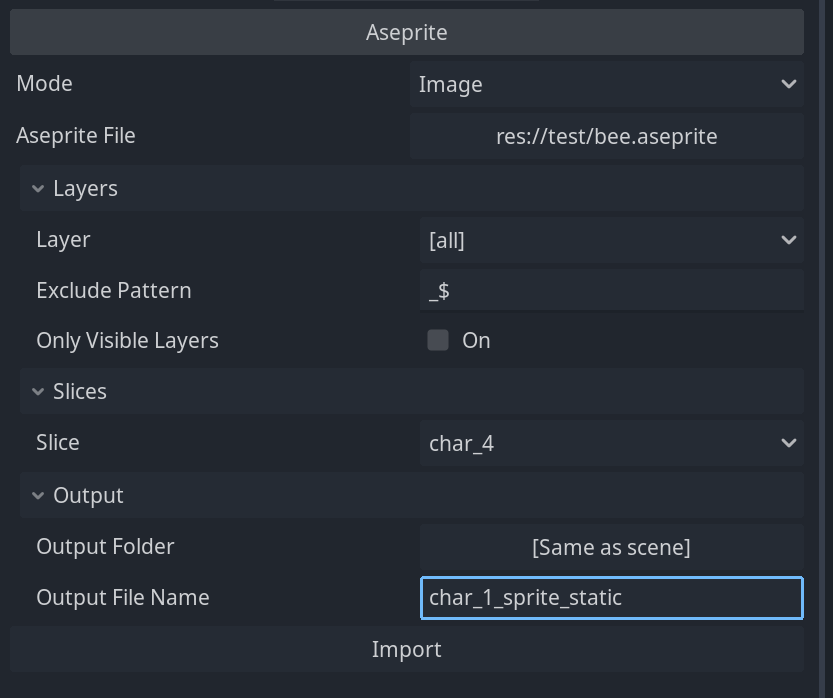 Aseprite
Mode Image
Aseprite File res://test/bee.aseprite
Layers
Layer [all]
Exclude Pattern _$
Only Visible Layers On
Slices
Slice char_4
Output
Output Folder [Same as scene]
Output File Name char_1_sprite_static
Import